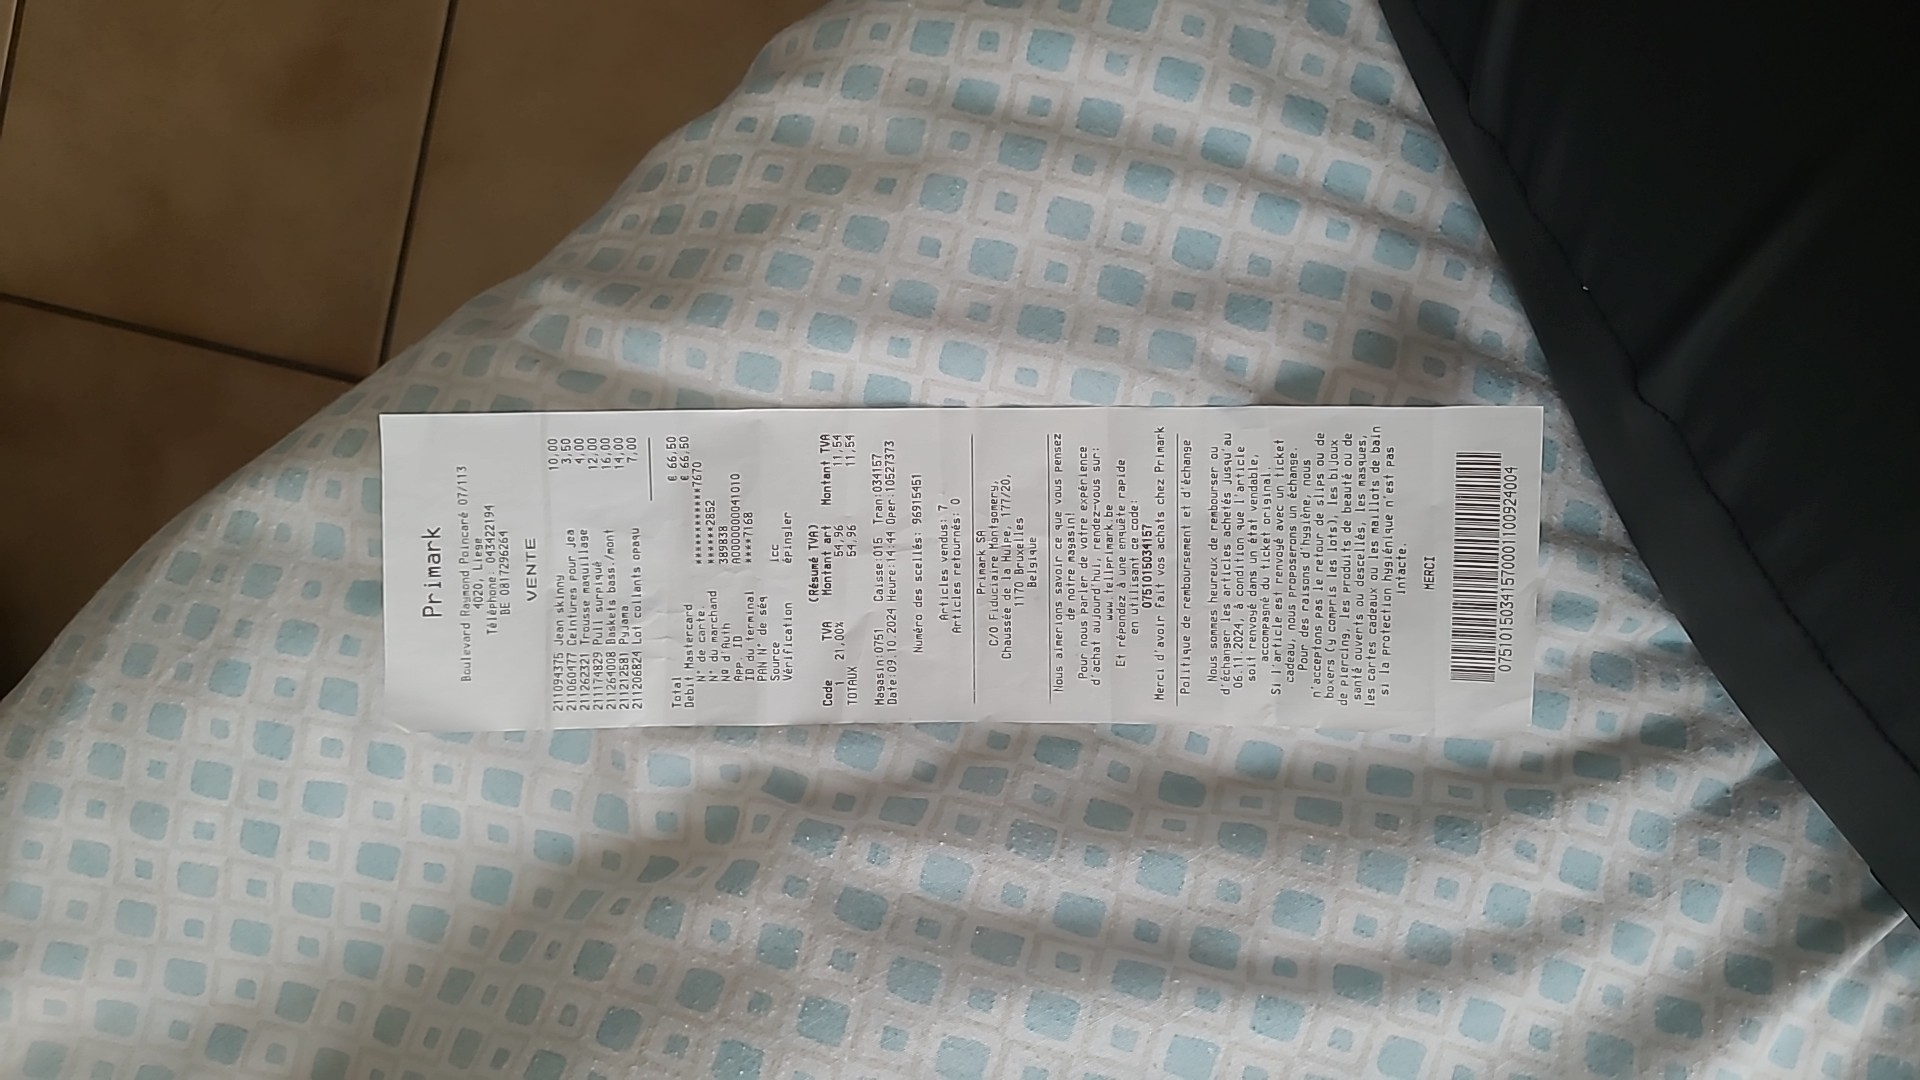 Primark
Boulevard Raymond Poincaré 07/113
4020, Liege
Téléphone: 043422194
BE 0817296264
VENTE
211094375 Jean skinny 10,00
211060477 Ceintures pour jea 3,50
211262321 Trousse maquillage 4,00
211174829 Pull surpiqué 12,00
211264008 Baskets bass./mont 16,00
211212581 Pyjama 14,00
211206824 Lot collants opaqu 7,00
Total € 66,50
Debit Mastercard € 66,50
N° de carte. ************7670
N° du marchand *****2852
No d'Auth 389838
App. ID A0000000041010
ID du terminal ****7168
PAN N° de séq
Source icc
Vérification épingler
(Résumé TVA)
Code TVA Montant art Montant TVA
1 21,00% 54,96 11,54
TOTAUX 54,96 11,54
Magasin:0751 Caisse:015 Tran:034157
Date:09.10.2024 Heure:14:44 Oper:10527373
Numéro des scellés: 96915451
Articles vendus: 7
Articles retournés: 0
Primark SA
C/O Fiduciaire Montgomery,
Chaussée de la Hulpe, 177/20,
1170 Bruxelles
Belgique
Nous aimerions savoir ce que vous pensez
de notre magasin!
Pour nous parler de votre expérience
d'achat aujourd'hui, rendez-vous sur:
www.tellprimark.be
Et répondez à une enquête rapide
en utilisant ce code:
075101503415​7
Merci d'avoir fait vos achats chez Primark
Politique de remboursement et d'échange
Nous sommes heureux de rembourser ou
d'échanger les articles achetés jusqu'au
06.11.2024, à condition que l'article
soit renvoyé dans un état vendable,
accompagné du ticket original.
Si l'article est renvoyé avec un ticket
cadeau, nous proposerons un échange.
Pour des raisons d'hygiène, nous
n'acceptons pas le retour de slips ou de
boxers (y compris les lots), les bijoux
de piercing, les produits de beauté ou de
santé ouverts ou descellés, les masques,
les cartes cadeaux ou les maillots de bain
si la protection hygiénique n'est pas
intacte.
MERCI
0751015034157000110092400​4